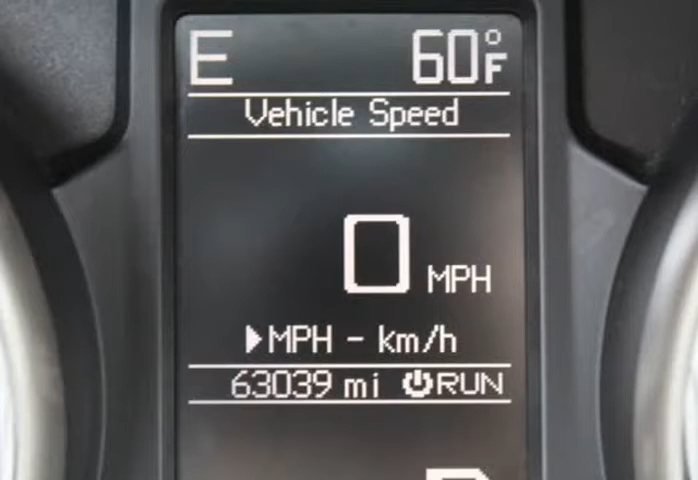 E 60°F
Vehicle Speed
0 MPH
▶MPH - km/h
63039 mi ⏻RUN